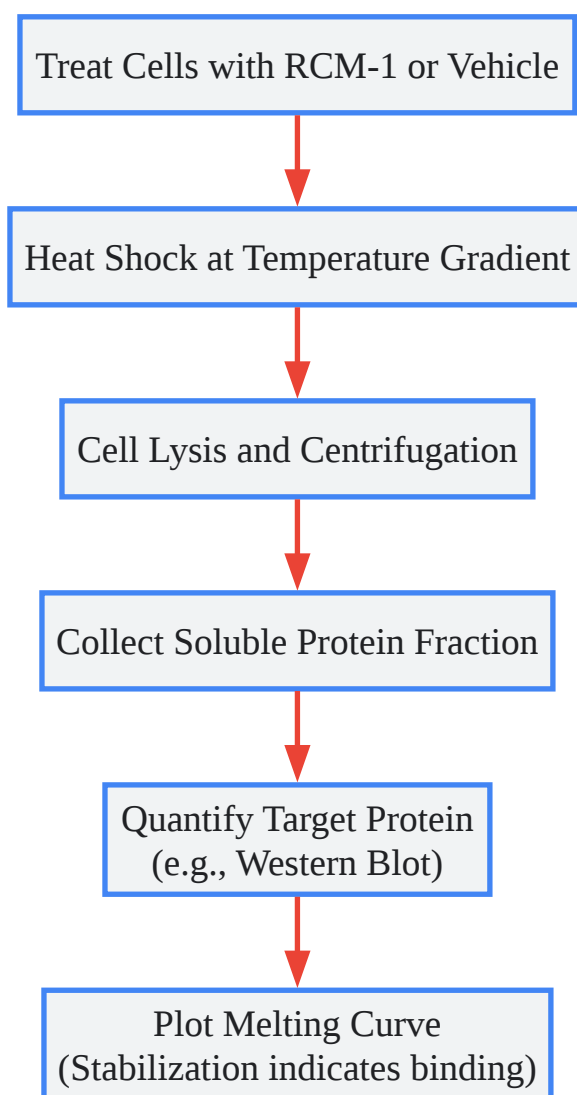 Treat Cells with RCM-1 or Vehicle
Heat Shock at Temperature Gradient
Cell Lysis and Centrifugation
Collect Soluble Protein Fraction
Quantify Target Protein
(e.g., Western Blot)
Plot Melting Curve
(Stabilization indicates binding)